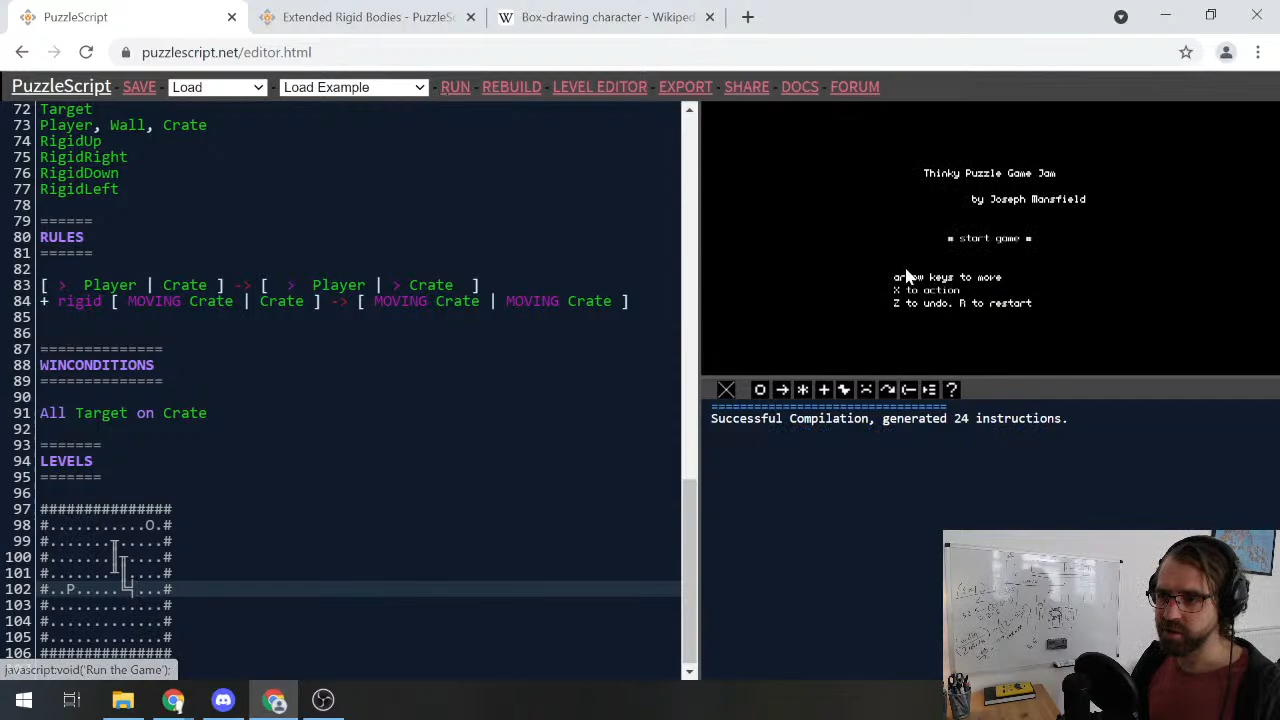 PuzzleScript
Extended Rigid Bodies - PuzzleSc
Box-drawing character - Wikiped
puzzlescript.net/editor.html
PuzzleScript SAVE Load Load Example RUN - REBUILD - LEVEL EDITOR - EXPORT - SHARE - DOCS - FORUM
72 Target
73 Player, Wall, Crate
74 RigidUp
75 RigidRight
76 RigidDown
77 RigidLeft
78
79 ======
80 RULES
81 ======
82
83 [ > Player | Crate ] -> [ > Player | > Crate ]
84 + rigid [ MOVING Crate | Crate ] -> [ MOVING Crate | MOVING Crate ]
85
86
87 ==============
88 WINCONDITIONS
89 ==============
90
91 All Target on Crate
92
93 =======
94 LEVELS
95 =======
96
97 ###############
98 #...........O.#
99 #.......╥.....#
100 #.......║╥....#
101 #.......╨║....#
102 #..P.....╚╡...#
103 #.............#
104 #.............#
105 #.............#
106 ###############
javascript:void('Run the Game');
Thinky Puzzle Game Jam
by Joseph Mansfield
start game
arrow keys to move
X to action
Z to undo. R to restart
=================================
Successful Compilation, generated 24 instructions.